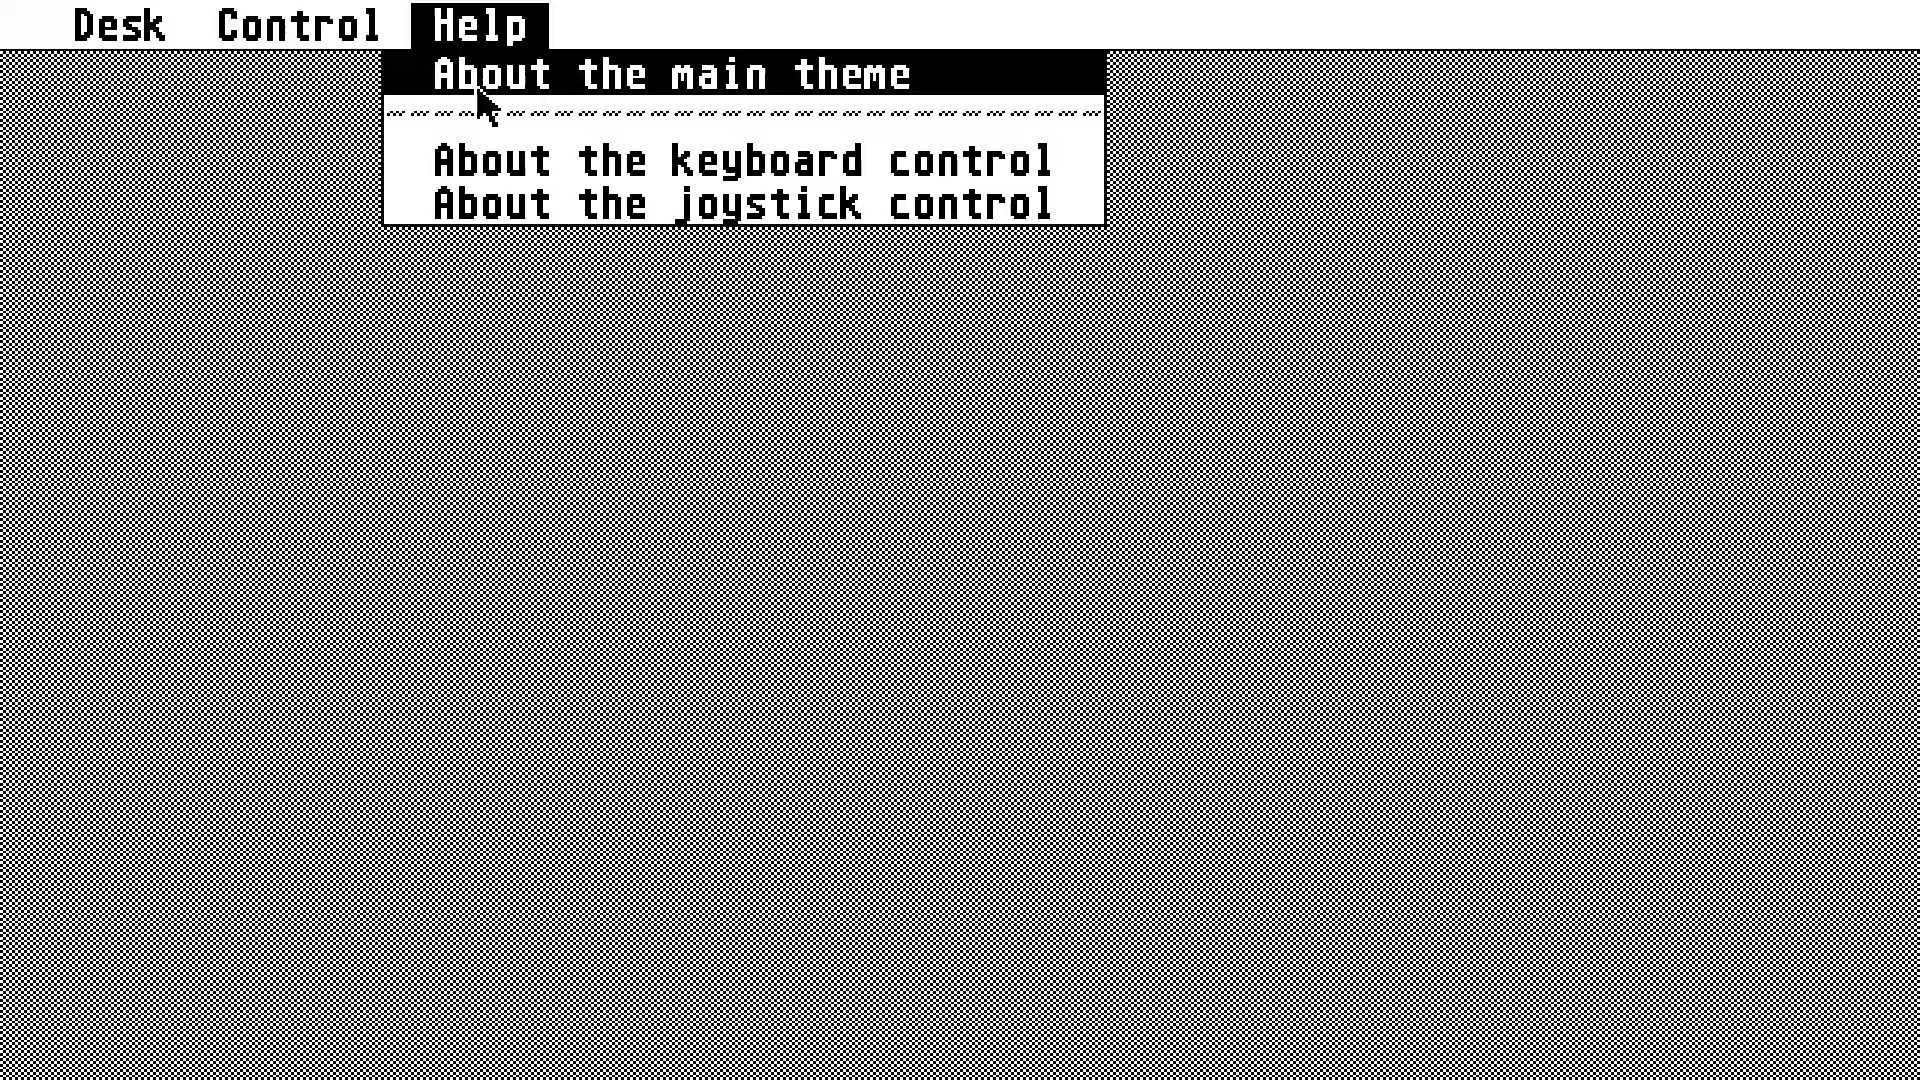 Desk Control Help
About the main theme
About the keyboard control
About the joystick control